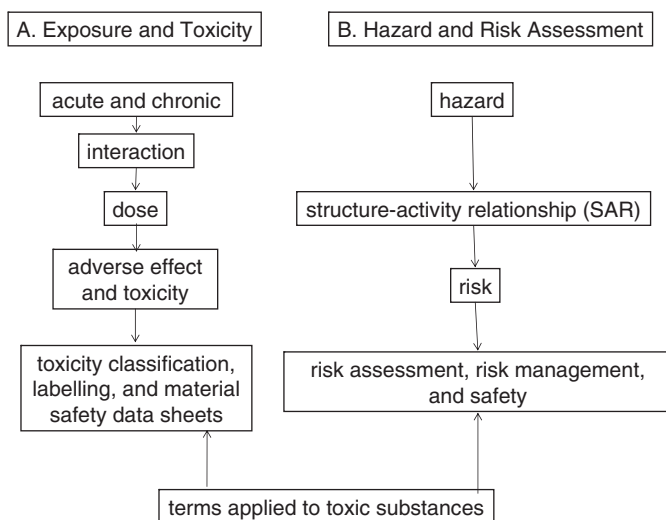 A. Exposure and Toxicity
acute and chronic
interaction
dose
adverse effect
and toxicity
toxicity classification,
labelling, and material
safety data sheets
B. Hazard and Risk Assessment
hazard
structure-activity relationship (SAR)
risk
risk assessment, risk management,
and safety
terms applied to toxic substances